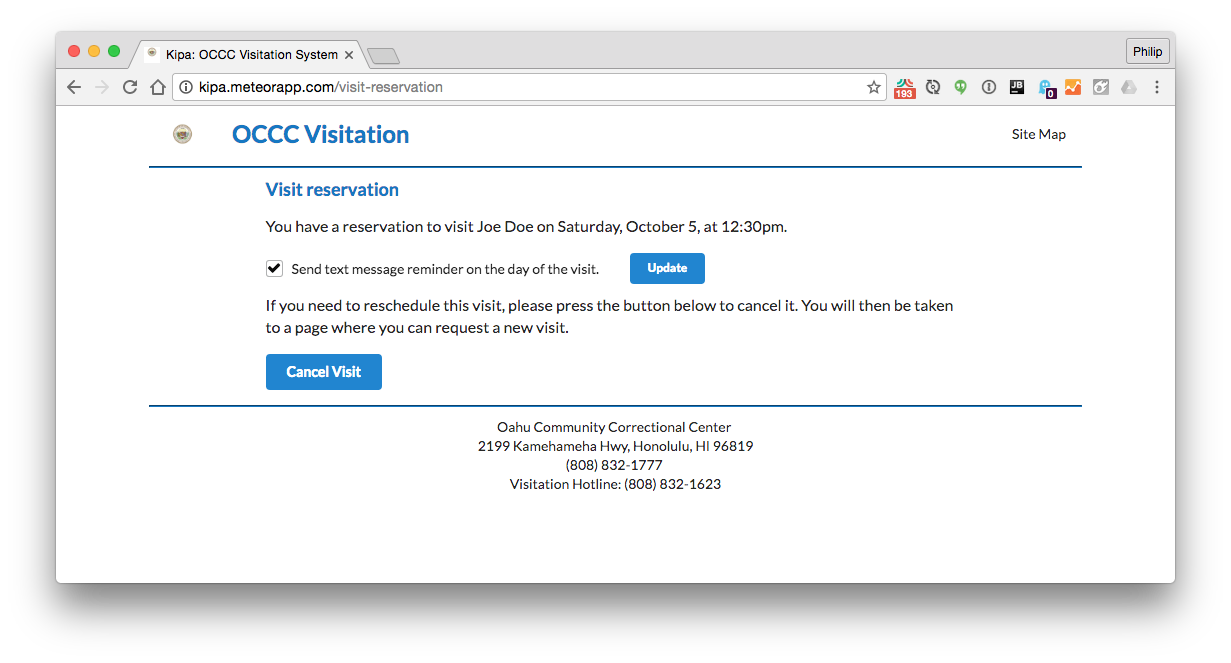 Kipa: OCCC Visitation System
Philip
kipa.meteorapp.com/visit-reservation
193
JB
0
OCCC Visitation
Site Map
Visit reservation
You have a reservation to visit Joe Doe on Saturday, October 5, at 12:30pm.
Send text message reminder on the day of the visit.
Update
If you need to reschedule this visit, please press the button below to cancel it. You will then be taken
to a page where you can request a new visit.
Cancel Visit
Oahu Community Correctional Center
2199 Kamehameha Hwy, Honolulu, HI 96819
(808) 832-1777
Visitation Hotline: (808) 832-1623